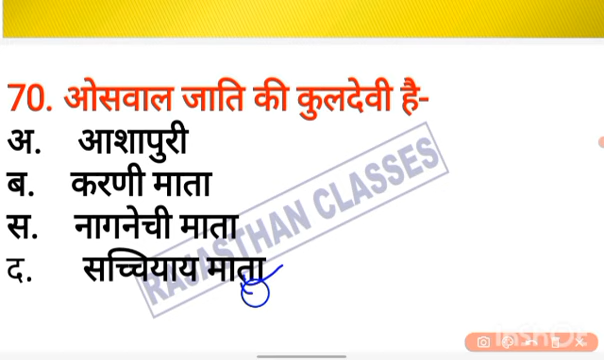 70. ओसवाल जाति की कुलदेवी है-
अ. आशापुरी
ब. करणी माता
स. नागनेची माता
द. सच्चियाय माता
RAJASTHAN CLASSES